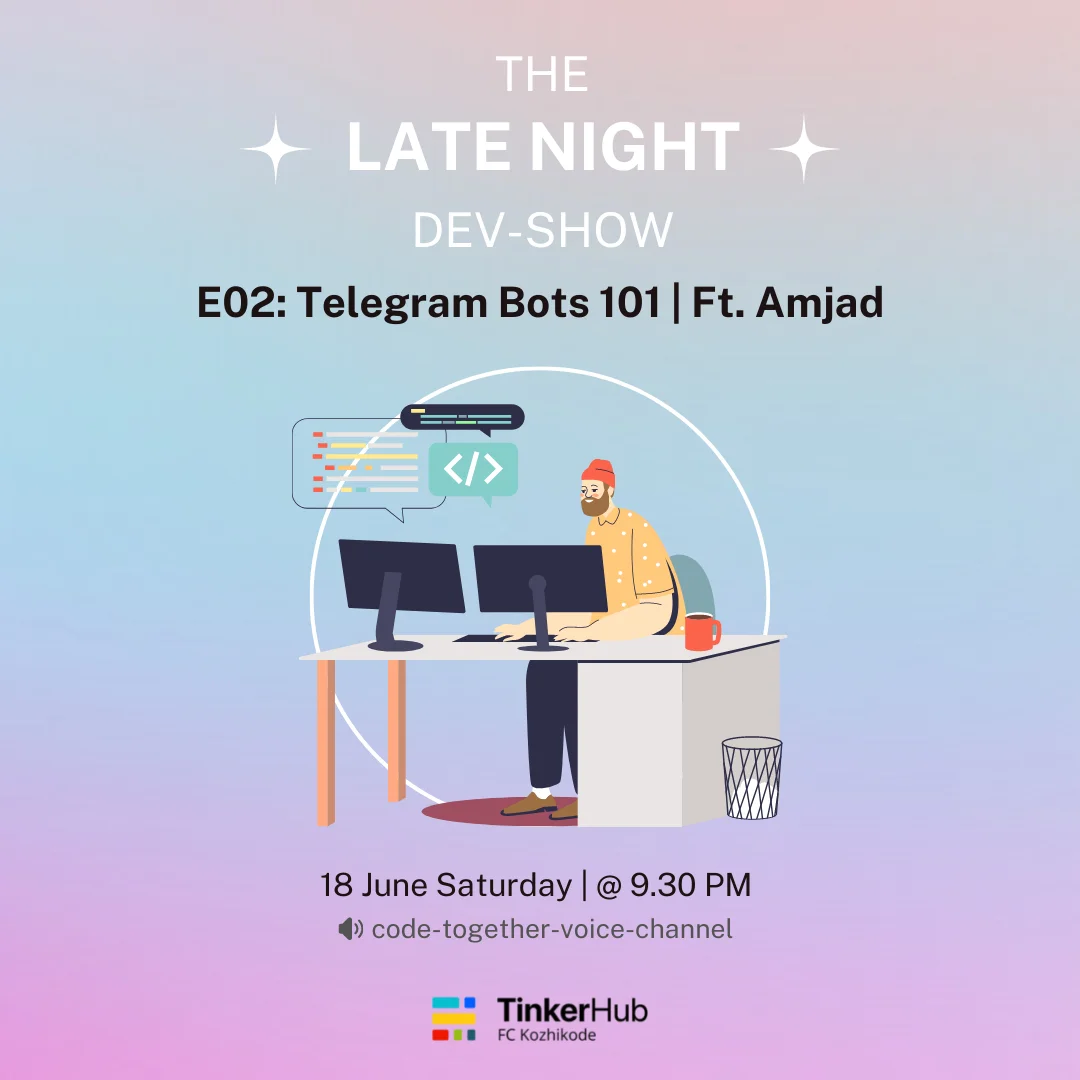 THE
LATE NIGHT
DEV-SHOW
E02: Telegram Bots 101 | Ft. Amjad
</>
18 June Saturday | @ 9.30 PM
code-together-voice-channel
TinkerHub
FC Kozhikode